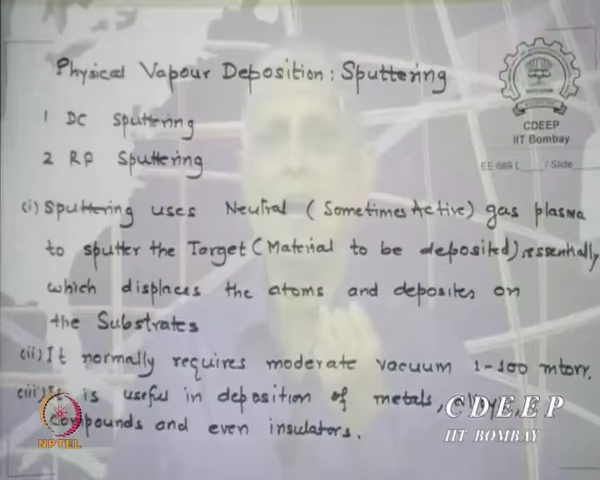 Physical Vapour Deposition: Sputtering
CDEEP
IIT Bombay
1 DC Sputtering
2 RF Sputtering
EE 669 L /Slide
(i) Sputtering uses Neutral (Sometimes Active) gas plasma
to sputter the Target (Material to be deposited), essentially
which displaces the atoms and deposites on
the Substrates
(ii) It normally requires moderate vacuum 1-100 mtorr.
(iii) It is useful in deposition of metals, alloys,
compounds and even insulators.
NPTEL
CDEEP
IIT BOMBAY